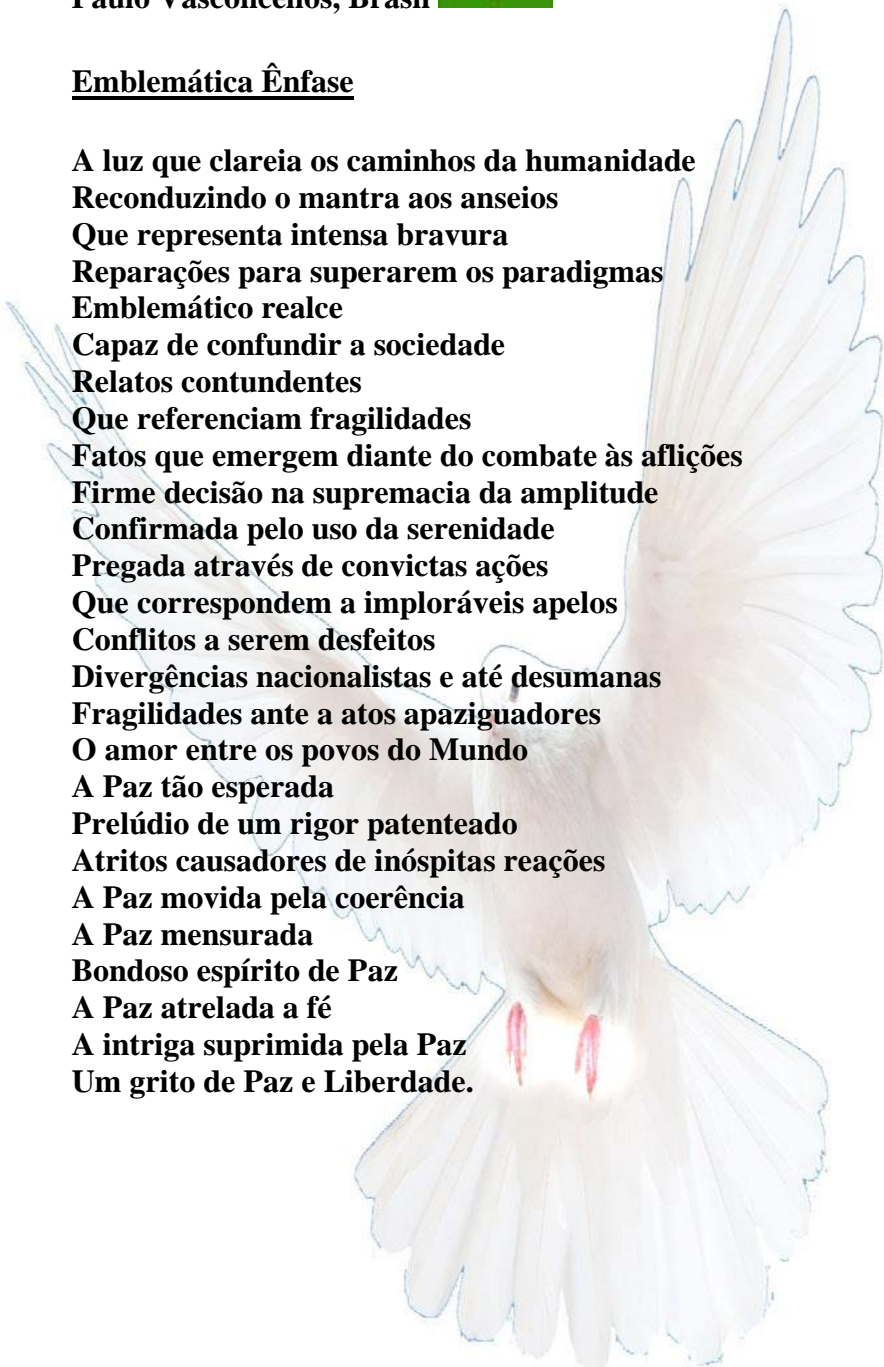 Paulo Vasconcellos, Brasil
Emblemática Ênfase
A luz que clareia os caminhos da humanidade
Reconduzindo o mantra aos anseios
Que representa intensa bravura
Reparações para superarem os paradigmas
Emblemático realce
Capaz de confundir a sociedade
Relatos contundentes
Que referenciam fragilidades
Fatos que emergem diante do combate às aflições
Firme decisão na supremacia da amplitude
Confirmada pelo uso da serenidade
Pregada através de convictas ações
Que correspondem a imploráveis apelos
Conflitos a serem desfeitos
Divergências nacionalistas e até desumanas
Fragilidades ante a atos apaziguadores
O amor entre os povos do Mundo
A Paz tão esperada
Prelúdio de um rigor patenteado
Atritos causadores de inóspitas reações
A Paz movida pela coerência
A Paz mensurada
Bondoso espírito de Paz
A Paz atrelada a fé
A intriga suprimida pela Paz
Um grito de Paz e Liberdade.